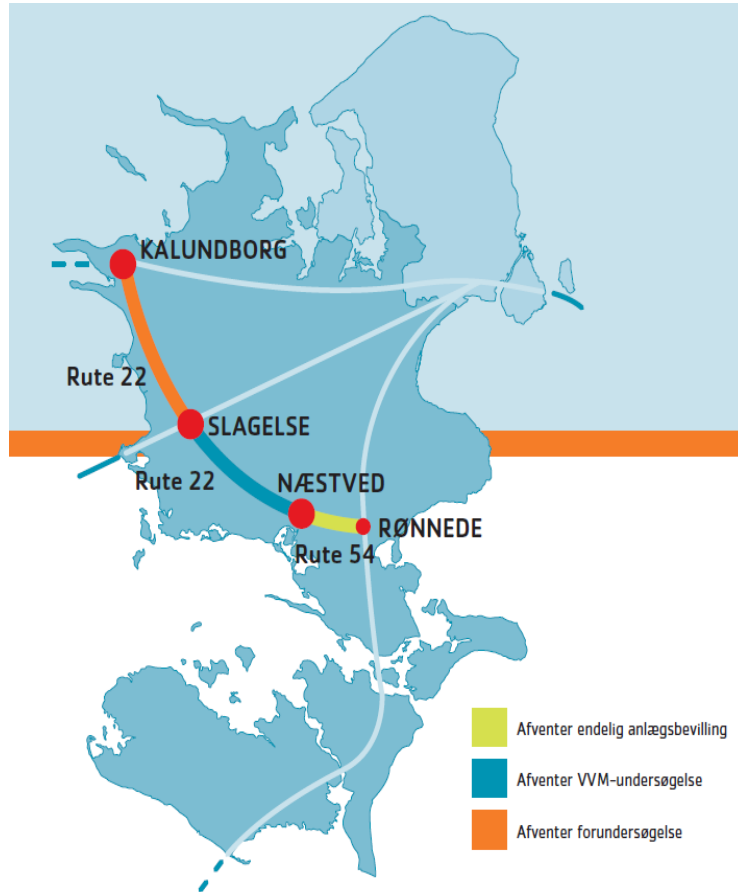 KALUNDBORG
Rute 22
SLAGELSE
Rute 22
NÆSTVED
RØNNEDE
Rute 54
Afventer endelig anlægsbevilling
Afventer VVM-undersøgelse
Afventer forundersøgelse